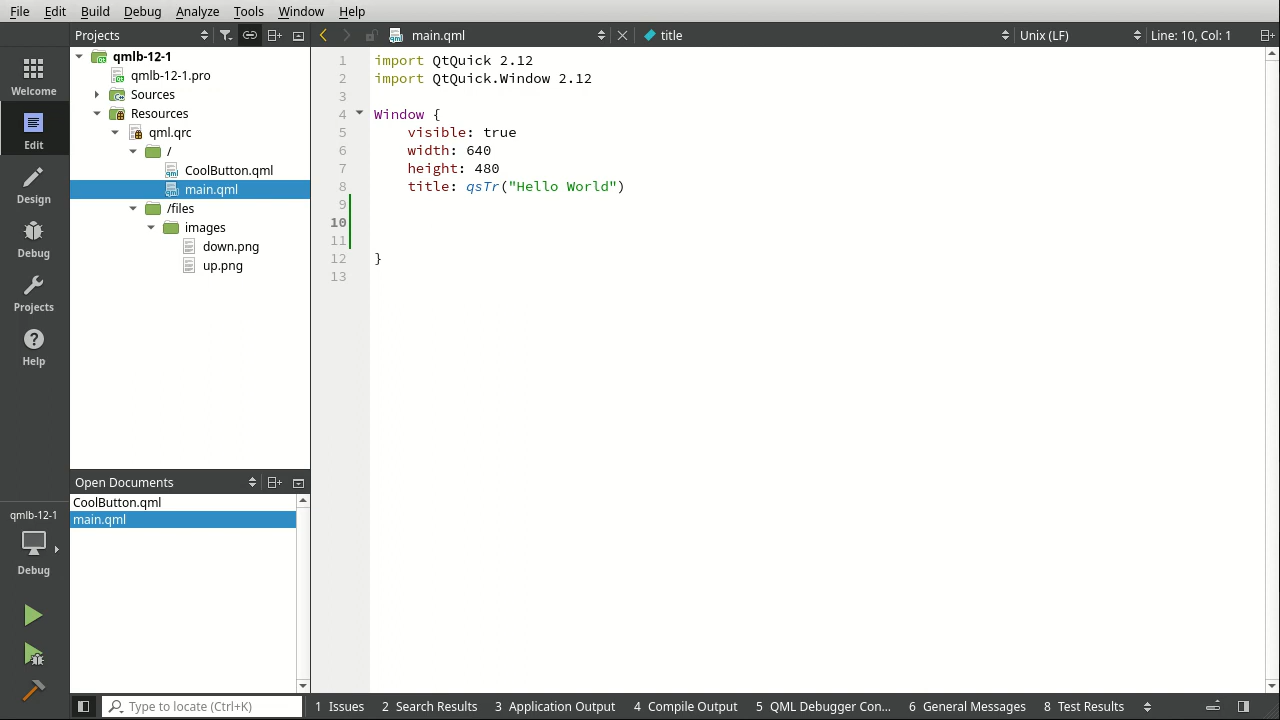 File Edit Build Debug Analyze Tools Window Help
Projects
main.qml
title
Unix (LF)
Line: 10, Col: 1
Welcome
Edit
Design
Debug
Projects
Help
qmlb-12-1
Debug
qmlb-12-1
qmlb-12-1.pro
Sources
Resources
qml.qrc
/
CoolButton.qml
main.qml
/files
images
down.png
up.png
Open Documents
CoolButton.qml
main.qml
1 import QtQuick 2.12
2 import QtQuick.Window 2.12
3
4 Window {
5 visible: true
6 width: 640
7 height: 480
8 title: qsTr("Hello World")
9
10
11
12 }
13
Type to locate (Ctrl+K)
1 Issues 2 Search Results 3 Application Output 4 Compile Output 5 QML Debugger Con... 6 General Messages 8 Test Results